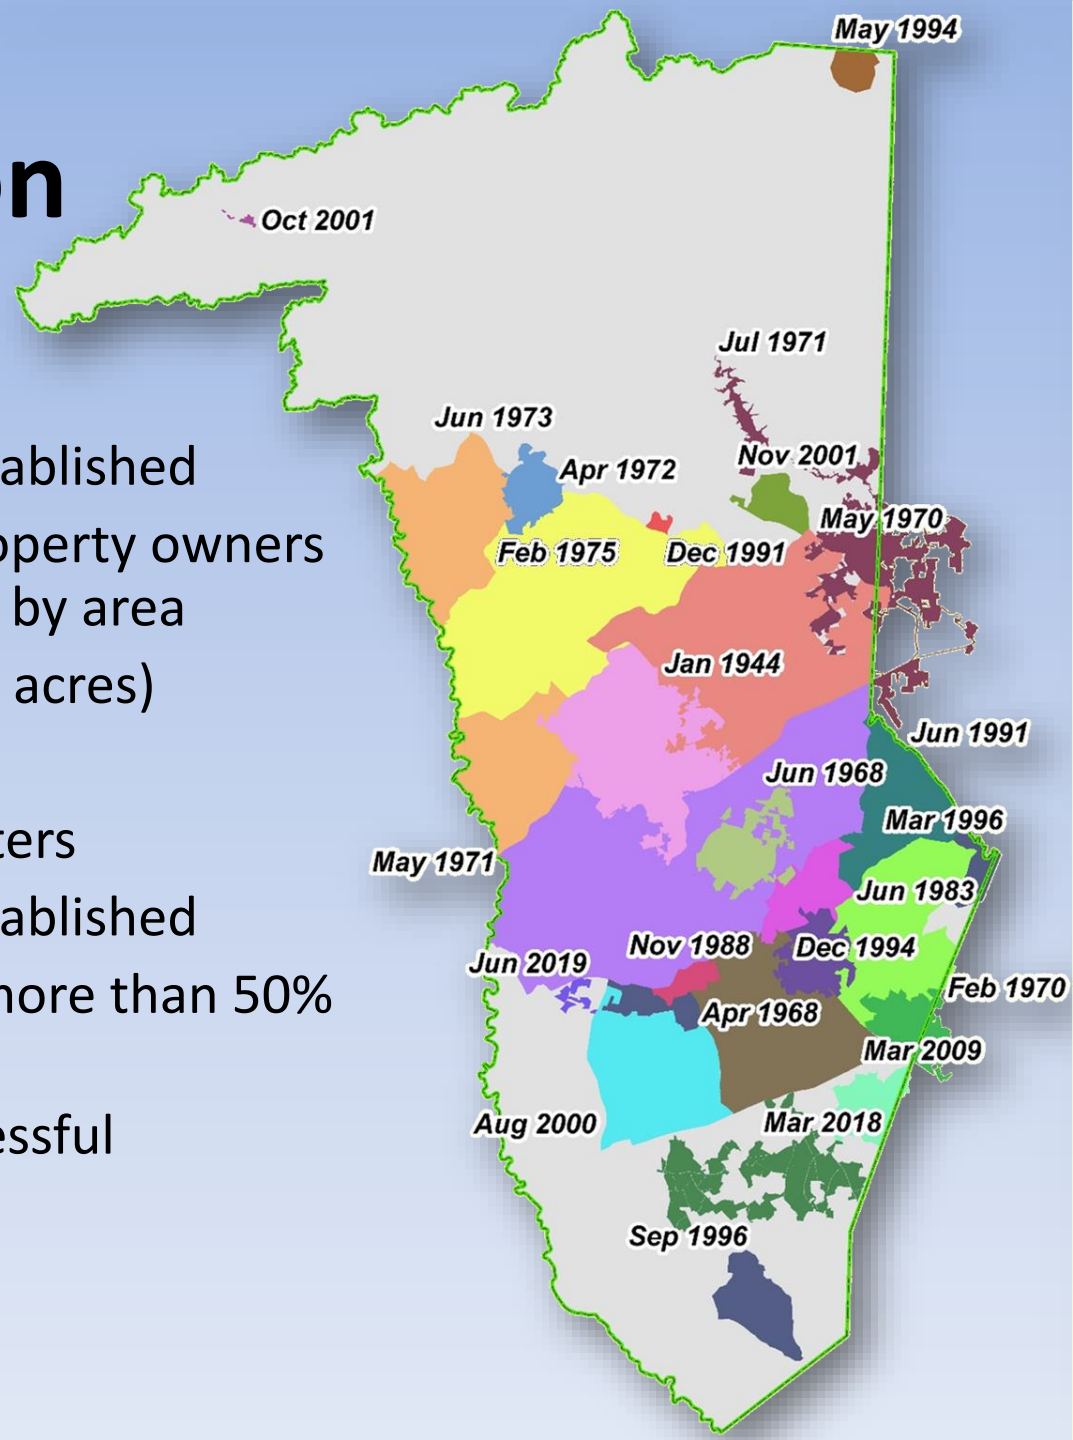 on
ablished
operty owners
by area
acres)
ters
ablished
more than 50%
essful
May 1994
Oct 2001
Jul 1971
Jun 1973
Nov 2001
Apr 1972
May 1970
Feb 1975
Dec 1991
Jan 1944
Jun 1991
Jun 1968
Mar 1996
May 1971
Jun 1983
Nov 1988
Dec 1994
Jun 2019
Feb 1970
Apr 1968
Mar 2009
Aug 2000
Mar 2018
Sep 1996